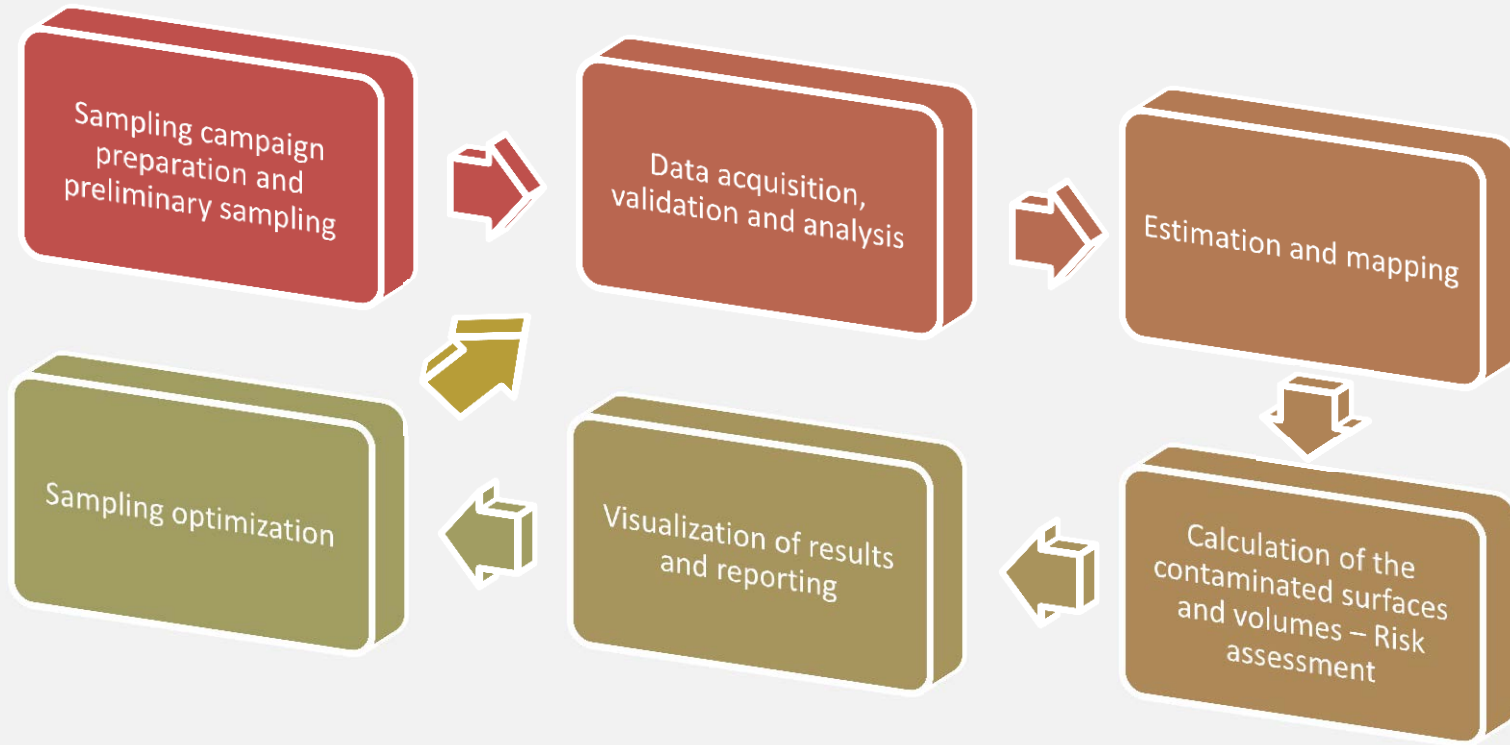 Sampling campaign
preparation and
preliminary sampling
Data acquisition,
validation and analysis
Estimation and mapping
Calculation of the
contaminated surfaces
and volumes – Risk
assessment
Visualization of results
and reporting
Sampling optimization